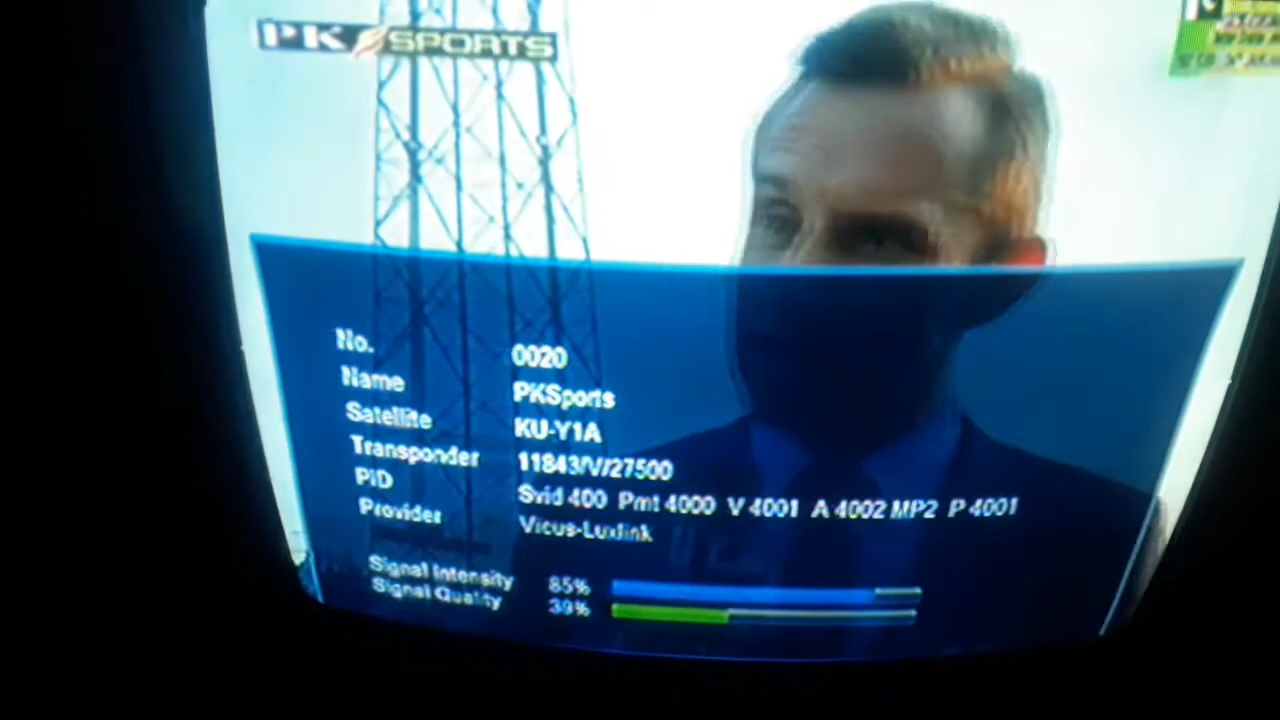 PK SPORTS
No. 0020
Name PKSports
Satellite KU-Y1A
Transponder 11843/V/27500
PID Svid 400 Pmt 4000 V 4001 A 4002 MP2 P 4001
Provider Vicus-Luxlink
Signal Intensity 85%
Signal Quality 39%